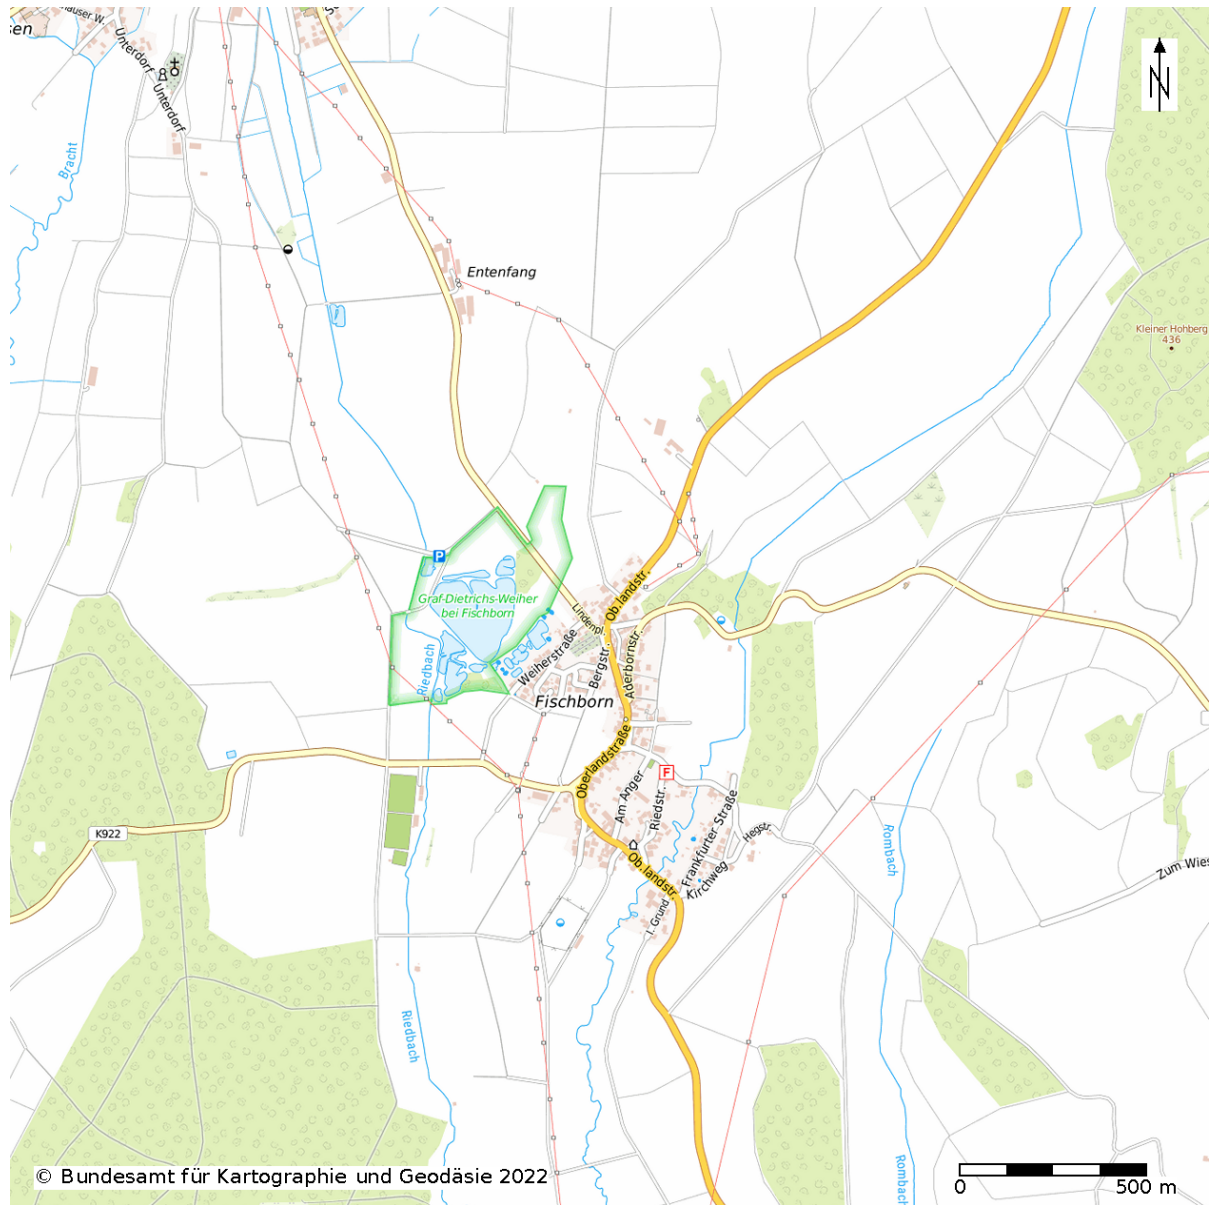 sen
häuser W.
Unterdorf
Unterdorf
Bracht
N
Entenfang
Kleiner Hohberg
436
P
Graf-Dietrichs-Weiher
bei Fischborn
Ob.landstr.
Lindenpl.
Weiherstraße
Bergstr.
Aderbornstr.
Riedbach
Fischborn
Oberlandstraße
F
Am Anger
Riedstr.
Frankfurter Straße
Hegstr.
K922
Rombach
Ob.landstr.
Kirchweg
Zum Wies
I. Grund
Riedbach
Rombach
© Bundesamt für Kartographie und Geodäsie 2022
0 500 m